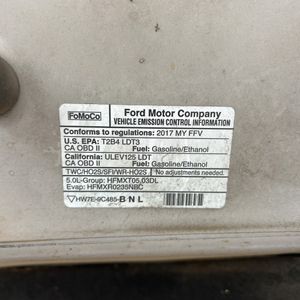 FoMoCo
Ford Motor Company
VEHICLE EMISSION CONTROL INFORMATION
Conforms to regulations: 2017 MY FFV
U.S. EPA: T2B4 LDT3
CA OBD II Fuel: Gasoline/Ethanol
California: ULEV125 LDT
CA OBD II Fuel: Gasoline/Ethanol
TWC/HO2S/SFI/WR-HO2S No adjustments needed.
5.0L-Group: HFMXT05.03DL
Evap: HFMXR0235NBC
HW7E-9C485-BNL